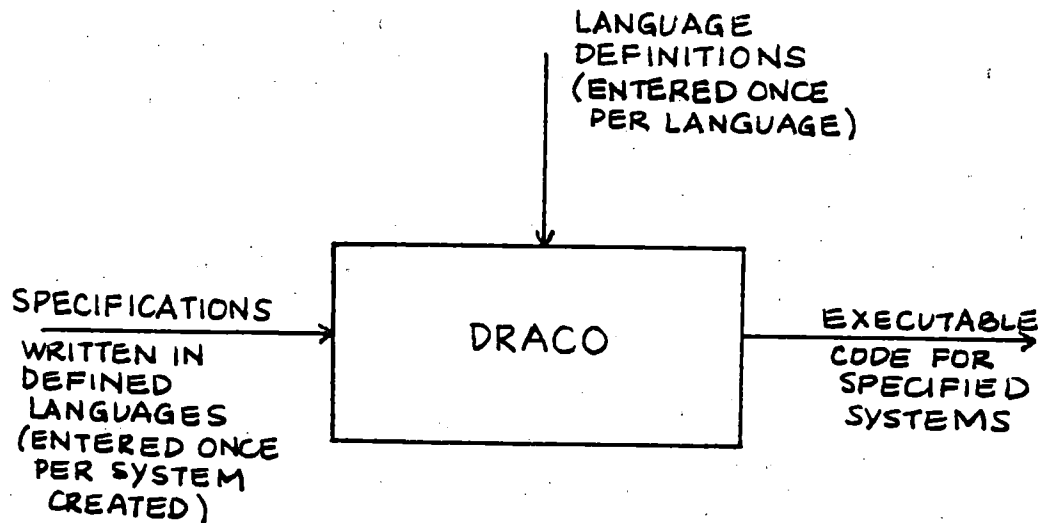 LANGUAGE
DEFINITIONS
(ENTERED ONCE
PER LANGUAGE)
SPECIFICATIONS
WRITTEN IN
DEFINED
LANGUAGES
(ENTERED ONCE
PER SYSTEM
CREATED)
DRACO
EXECUTABLE
CODE FOR
SPECIFIED
SYSTEMS